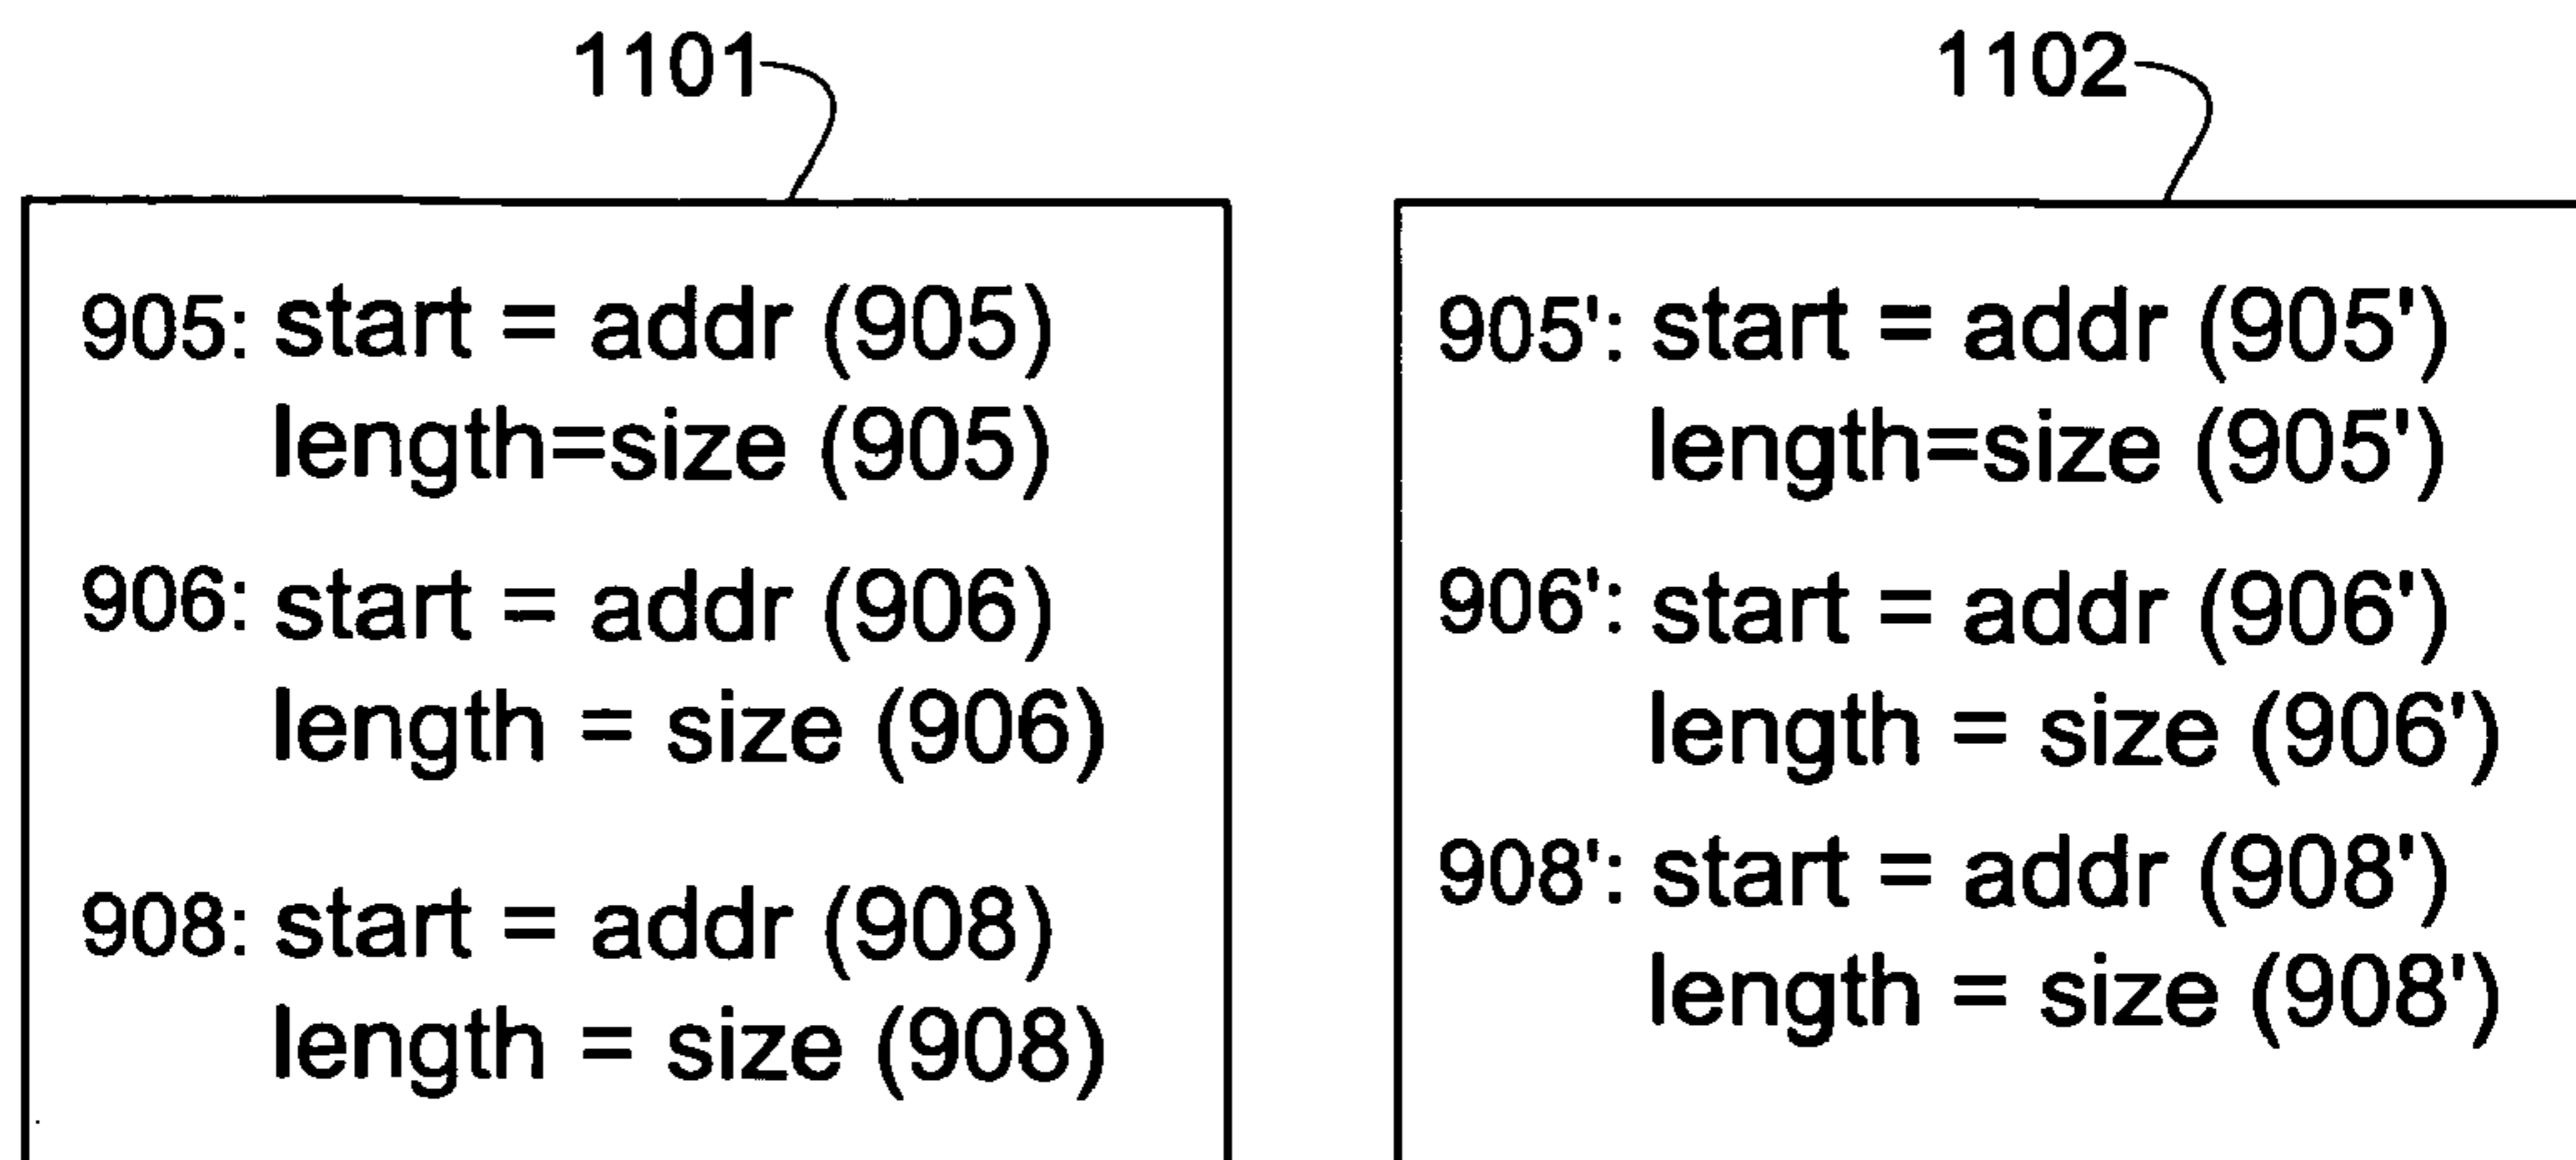 1101
905: start = addr (905)
length=size (905)
906: start = addr (906)
length = size (906)
908: start = addr (908)
length = size (908)
1102
905': start = addr (905')
length=size (905')
906': start = addr (906')
length = size (906')
908': start = addr (908')
length = size (908')